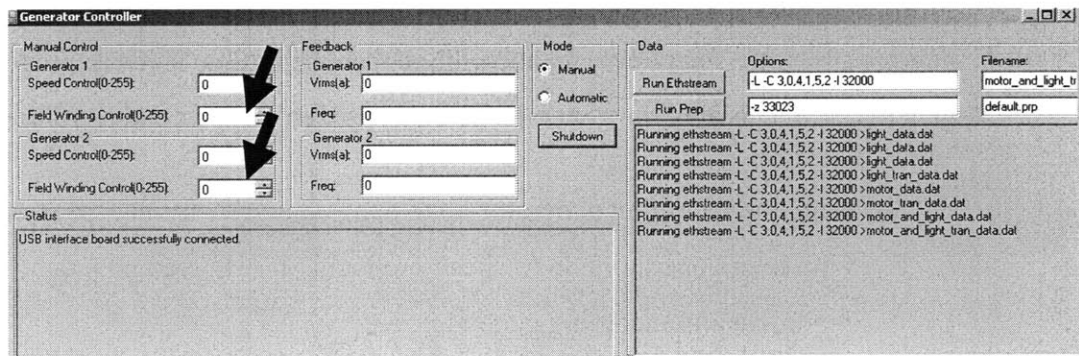 Generator Controller
Manual Control
Generator 1
Speed Control(0-255):
0
Field Winding Control(0-255):
0
Generator 2
Speed Control(0-255):
0
Field Winding Control(0-255):
0
Feedback
Generator 1
Vrms(a):
0
Freq:
0
Generator 2
Vrms(a):
0
Freq:
0
Mode
Manual
Automatic
Shutdown
Data
Options:
Filename:
Run Ethstream
-L -C 3,0,4,1,5,2 -I 32000
motor_and_light_tr
Run Prep
-z 33023
default.prp
Running ethstream -L -C 3,0,4,1,5,2 -I 32000 >light_data.dat
Running ethstream -L -C 3,0,4,1,5,2 -I 32000 >light_data.dat
Running ethstream -L -C 3,0,4,1,5,2 -I 32000 >light_data.dat
Running ethstream -L -C 3,0,4,1,5,2 -I 32000 >light_tran_data.dat
Running ethstream -L -C 3,0,4,1,5,2 -I 32000 >motor_data.dat
Running ethstream -L -C 3,0,4,1,5,2 -I 32000 >motor_tran_data.dat
Running ethstream -L -C 3,0,4,1,5,2 -I 32000 >motor_and_light_data.dat
Running ethstream -L -C 3,0,4,1,5,2 -I 32000 >motor_and_light_tran_data.dat
Status
USB interface board successfully connected.